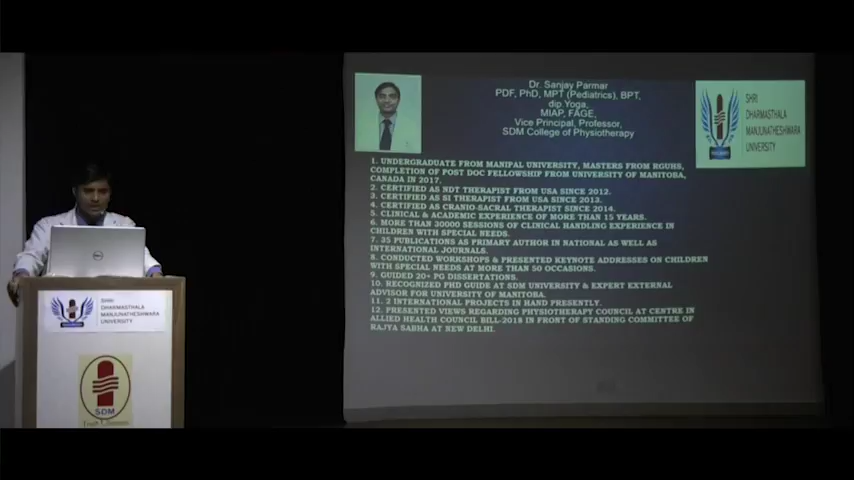 Dr. Sanjay Parmar
PDF, PhD, MPT (Pediatrics), BPT,
dip Yoga,
MIAP, FAGE,
Vice Principal, Professor,
SDM College of Physiotherapy
SHRI
DHARMASTHALA
MANJUNATHESHWARA
UNIVERSITY
1. UNDERGRADUATE FROM MANIPAL UNIVERSITY, MASTERS FROM RGUHS,
COMPLETION OF POST DOC FELLOWSHIP FROM UNIVERSITY OF MANITOBA,
CANADA IN 2017.
2. CERTIFIED AS NDT THERAPIST FROM USA SINCE 2012.
3. CERTIFIED AS SI THERAPIST FROM USA SINCE 2013.
4. CERTIFIED AS CRANIO-SACRAL THERAPIST SINCE 2014.
5. CLINICAL & ACADEMIC EXPERIENCE OF MORE THAN 15 YEARS.
6. MORE THAN 30000 SESSIONS OF CLINICAL HANDLING EXPERIENCE IN
CHILDREN WITH SPECIAL NEEDS.
7. 35 PUBLICATIONS AS PRIMARY AUTHOR IN NATIONAL AS WELL AS
INTERNATIONAL JOURNALS.
8. CONDUCTED WORKSHOPS & PRESENTED KEYNOTE ADDRESSES ON CHILDREN
WITH SPECIAL NEEDS AT MORE THAN 50 OCCASIONS.
9. GUIDED 20+ PG DISSERTATIONS.
10. RECOGNIZED PHD GUIDE AT SDM UNIVERSITY & EXPERT EXTERNAL
ADVISOR FOR UNIVERSITY OF MANITOBA.
11. 2 INTERNATIONAL PROJECTS IN HAND PRESENTLY.
12. PRESENTED VIEWS REGARDING PHYSIOTHERAPY COUNCIL AT CENTRE IN
ALLIED HEALTH COUNCIL BILL-2018 IN FRONT OF STANDING COMMITTEE OF
RAJYA SABHA AT NEW DELHI.
DELL
SHRI
DHARMASTHALA
MANJUNATHESHWARA
UNIVERSITY
SDM